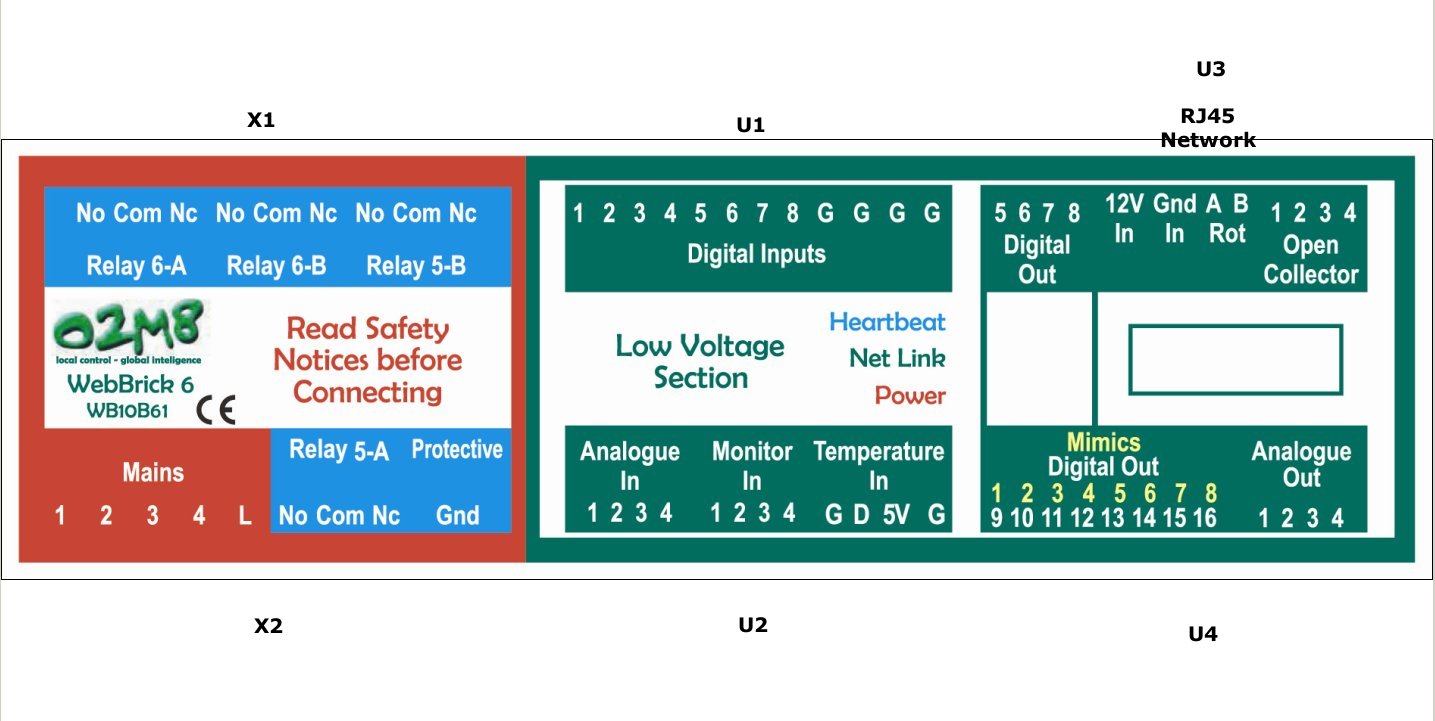 U3
X1
U1
RJ45
Network
No Com Nc No Com Nc No Com Nc
Relay 6-A Relay 6-B Relay 5-B
1 2 3 4 5 6 7 8 G G G G
Digital Inputs
5 6 7 8
Digital
Out
12V Gnd A B
In In Rot
1 2 3 4
Open
Collector
O2M8
local control - global inteligence
WebBrick 6
WB10B61
CE
Read Safety
Notices before
Connecting
Low Voltage
Section
Heartbeat
Net Link
Power
Mains
1 2 3 4 L
Relay 5-A Protective
No Com Nc Gnd
Analogue
In
1 2 3 4
Monitor
In
1 2 3 4
Temperature
In
G D 5V G
Mimics
Digital Out
1 2 3 4 5 6 7 8
9 10 11 12 13 14 15 16
Analogue
Out
1 2 3 4
X2
U2
U4